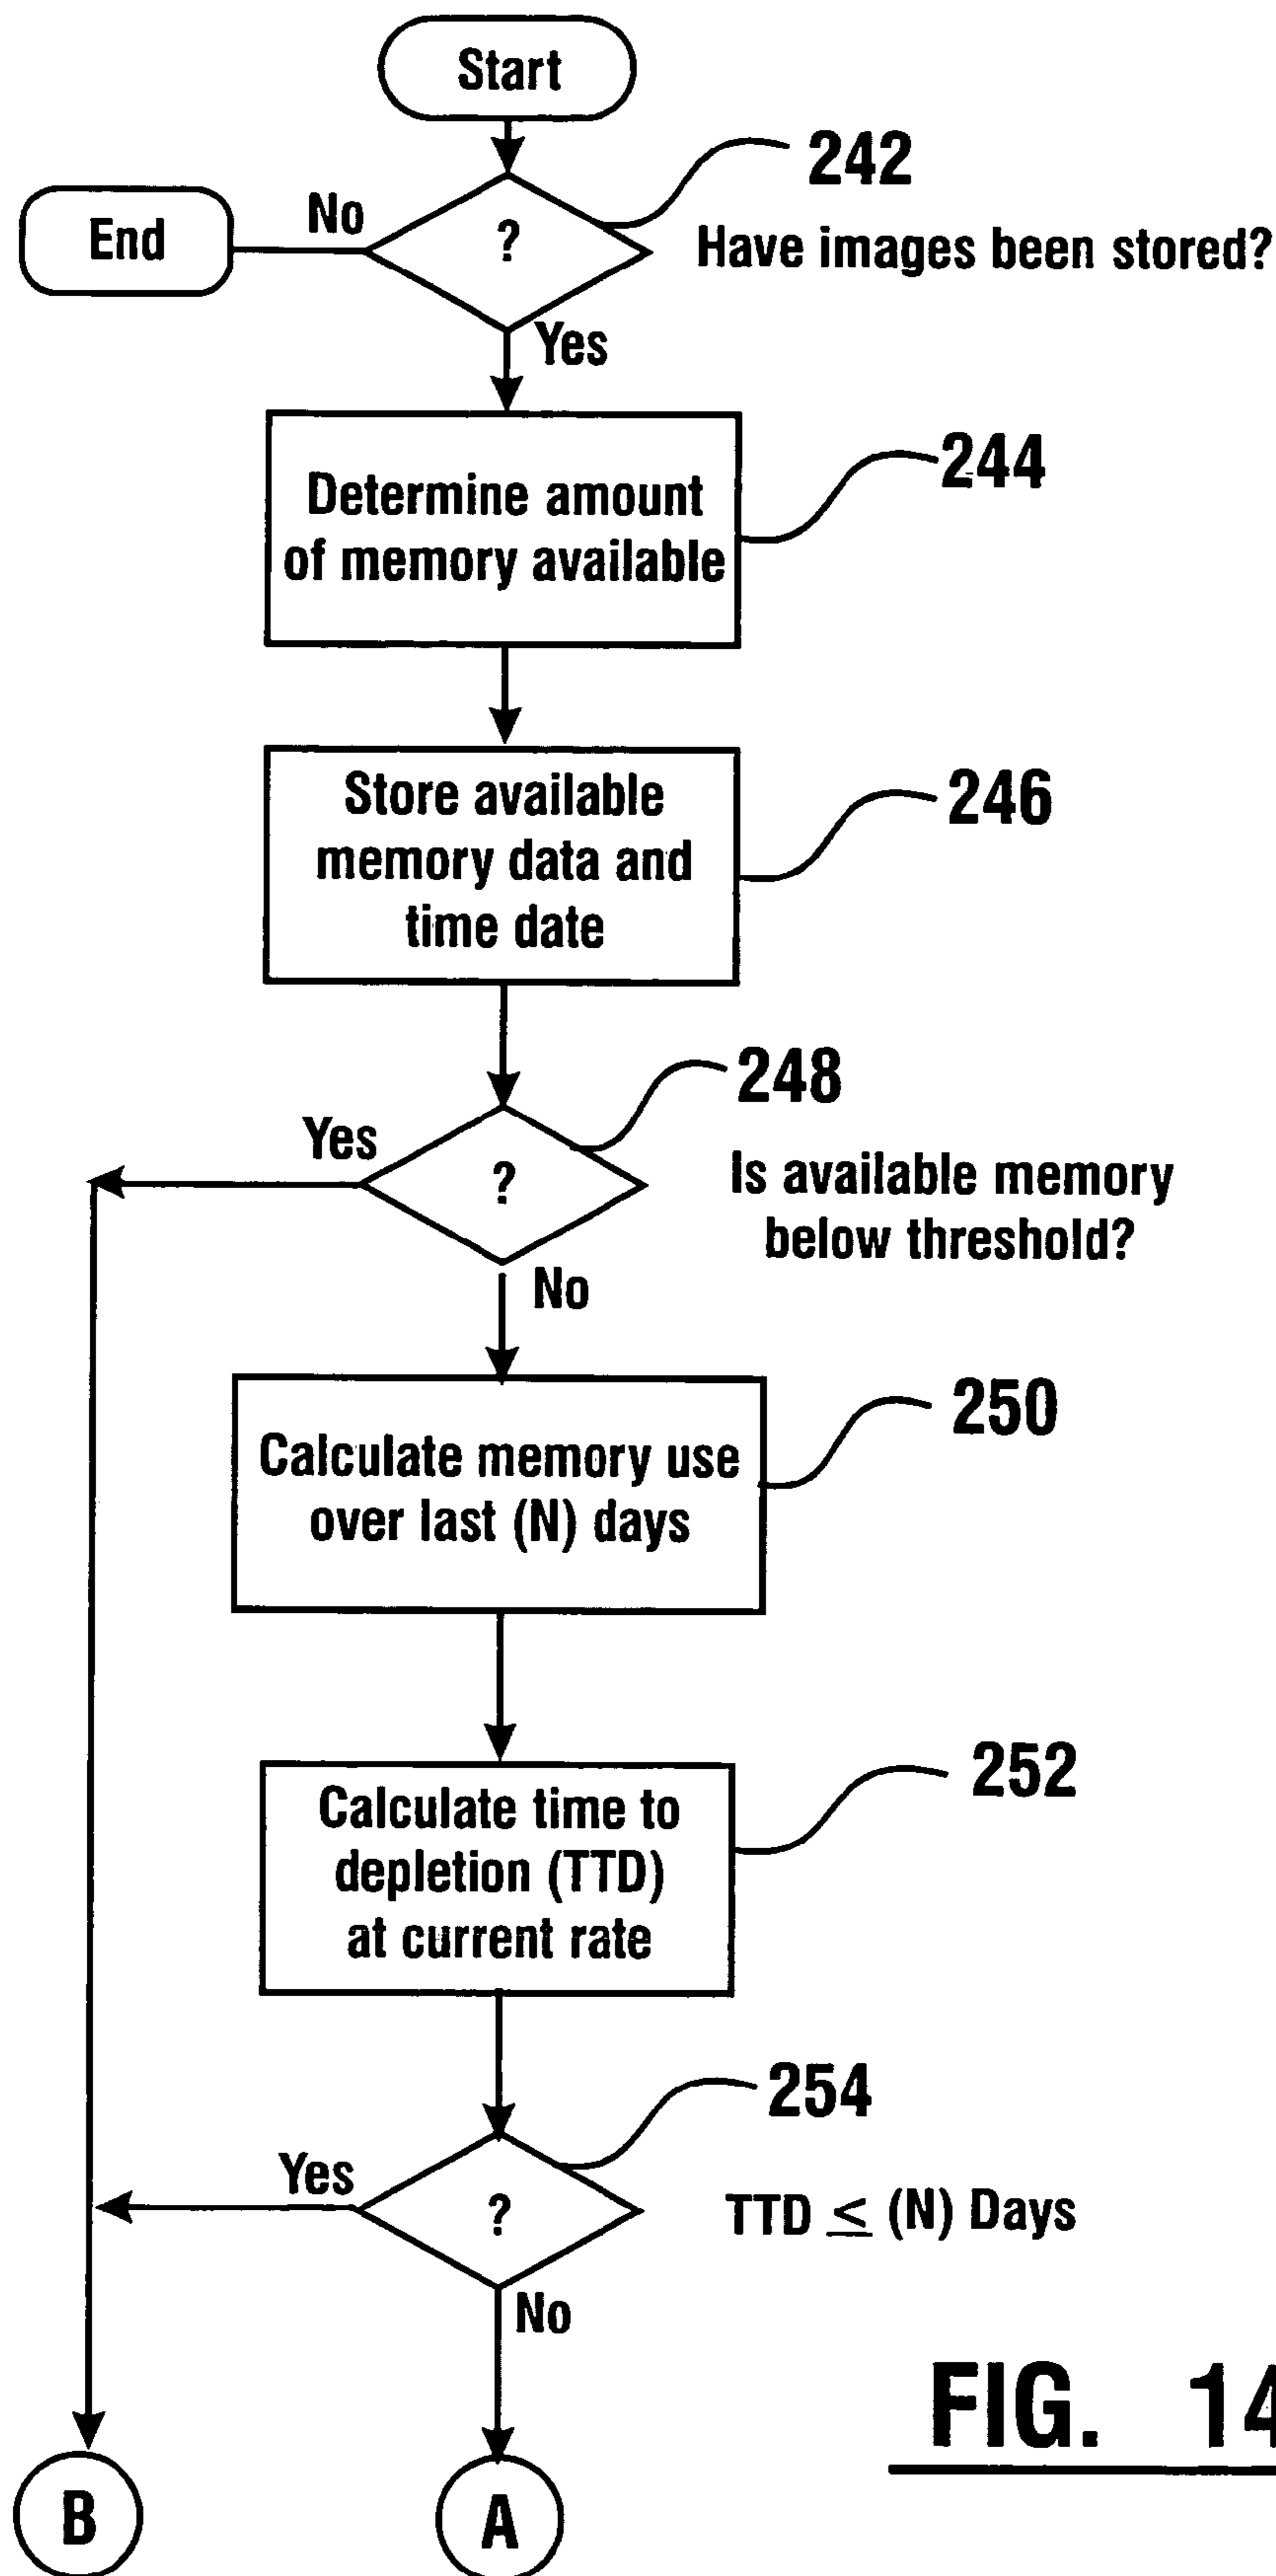 Start
242
End
No
?
Have images been stored?
Yes
244
Determine amount
of memory available
246
Store available
memory data and
time date
248
Yes
?
Is available memory
below threshold?
No
250
Calculate memory use
over last (N) days
252
Calculate time to
depletion (TTD)
at current rate
254
Yes
?
TTD ≤ (N) Days
No
FIG. 14
B
A